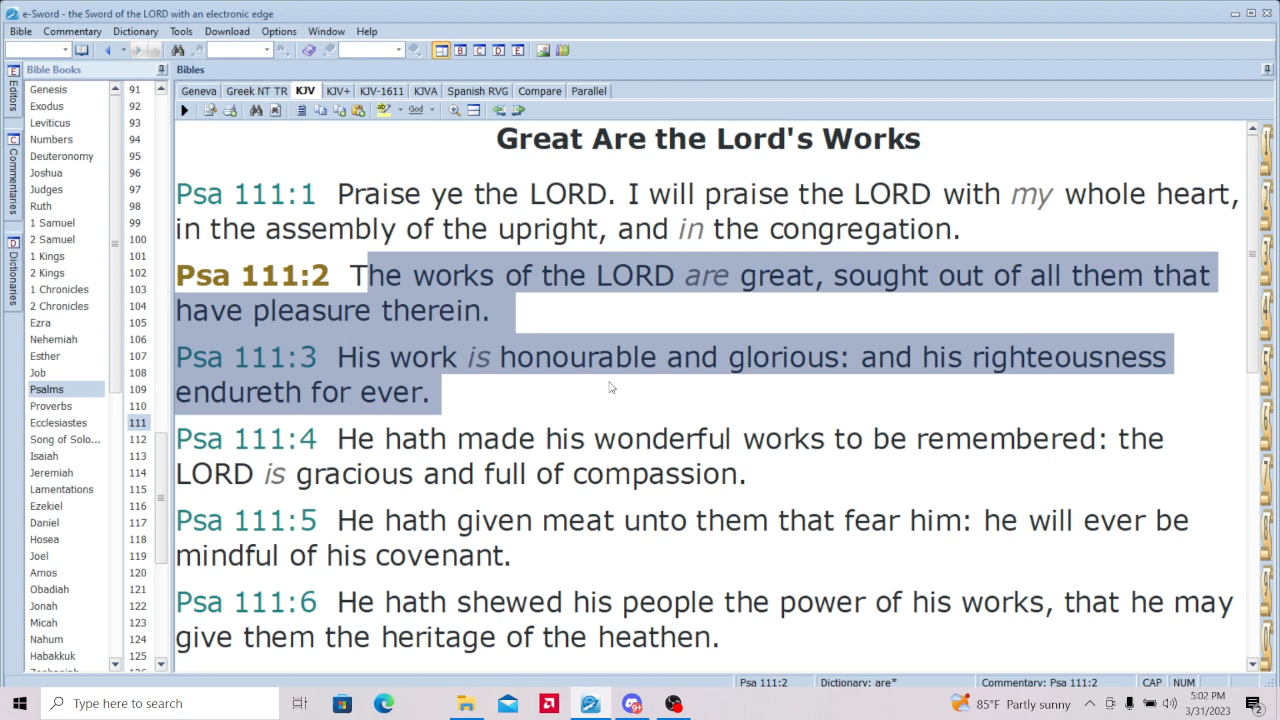 e-Sword - the Sword of the LORD with an electronic edge
Bible Commentary Dictionary Tools Download Options Window Help
B C D E
Bible Books
Bibles
E Editors
C Commentaries
D Dictionaries
Geneva Greek NT TR KJV KJV+ KJV-1611 KJVA Spanish RVG Compare Parallel
God
Genesis 91
Exodus 92
Leviticus 93
Numbers 94
Deuteronomy 95
Joshua 96
Judges 97
Ruth 98
1 Samuel 99
2 Samuel 100
1 Kings 101
2 Kings 102
1 Chronicles 103
2 Chronicles 104
Ezra 105
Nehemiah 106
Esther 107
Job 108
Psalms 109
Proverbs 110
Ecclesiastes 111
Song of Solo... 112
Isaiah 113
Jeremiah 114
Lamentations 115
Ezekiel 116
Daniel 117
Hosea 118
Joel 119
Amos 120
Obadiah 121
Jonah 122
Micah 123
Nahum 124
Habakkuk 125
Great Are the Lord's Works
Psa 111:1 Praise ye the LORD. I will praise the LORD with my whole heart,
in the assembly of the upright, and in the congregation.
Psa 111:2 The works of the LORD are great, sought out of all them that
have pleasure therein.
Psa 111:3 His work is honourable and glorious: and his righteousness
endureth for ever.
Psa 111:4 He hath made his wonderful works to be remembered: the
LORD is gracious and full of compassion.
Psa 111:5 He hath given meat unto them that fear him: he will ever be
mindful of his covenant.
Psa 111:6 He hath shewed his people the power of his works, that he may
give them the heritage of the heathen.
Psa 111:2 Dictionary: are* Commentary: Psa 111:2 CAP NUM
Type here to search
9+
85°F Partly sunny
5:02 PM
3/31/2023
2